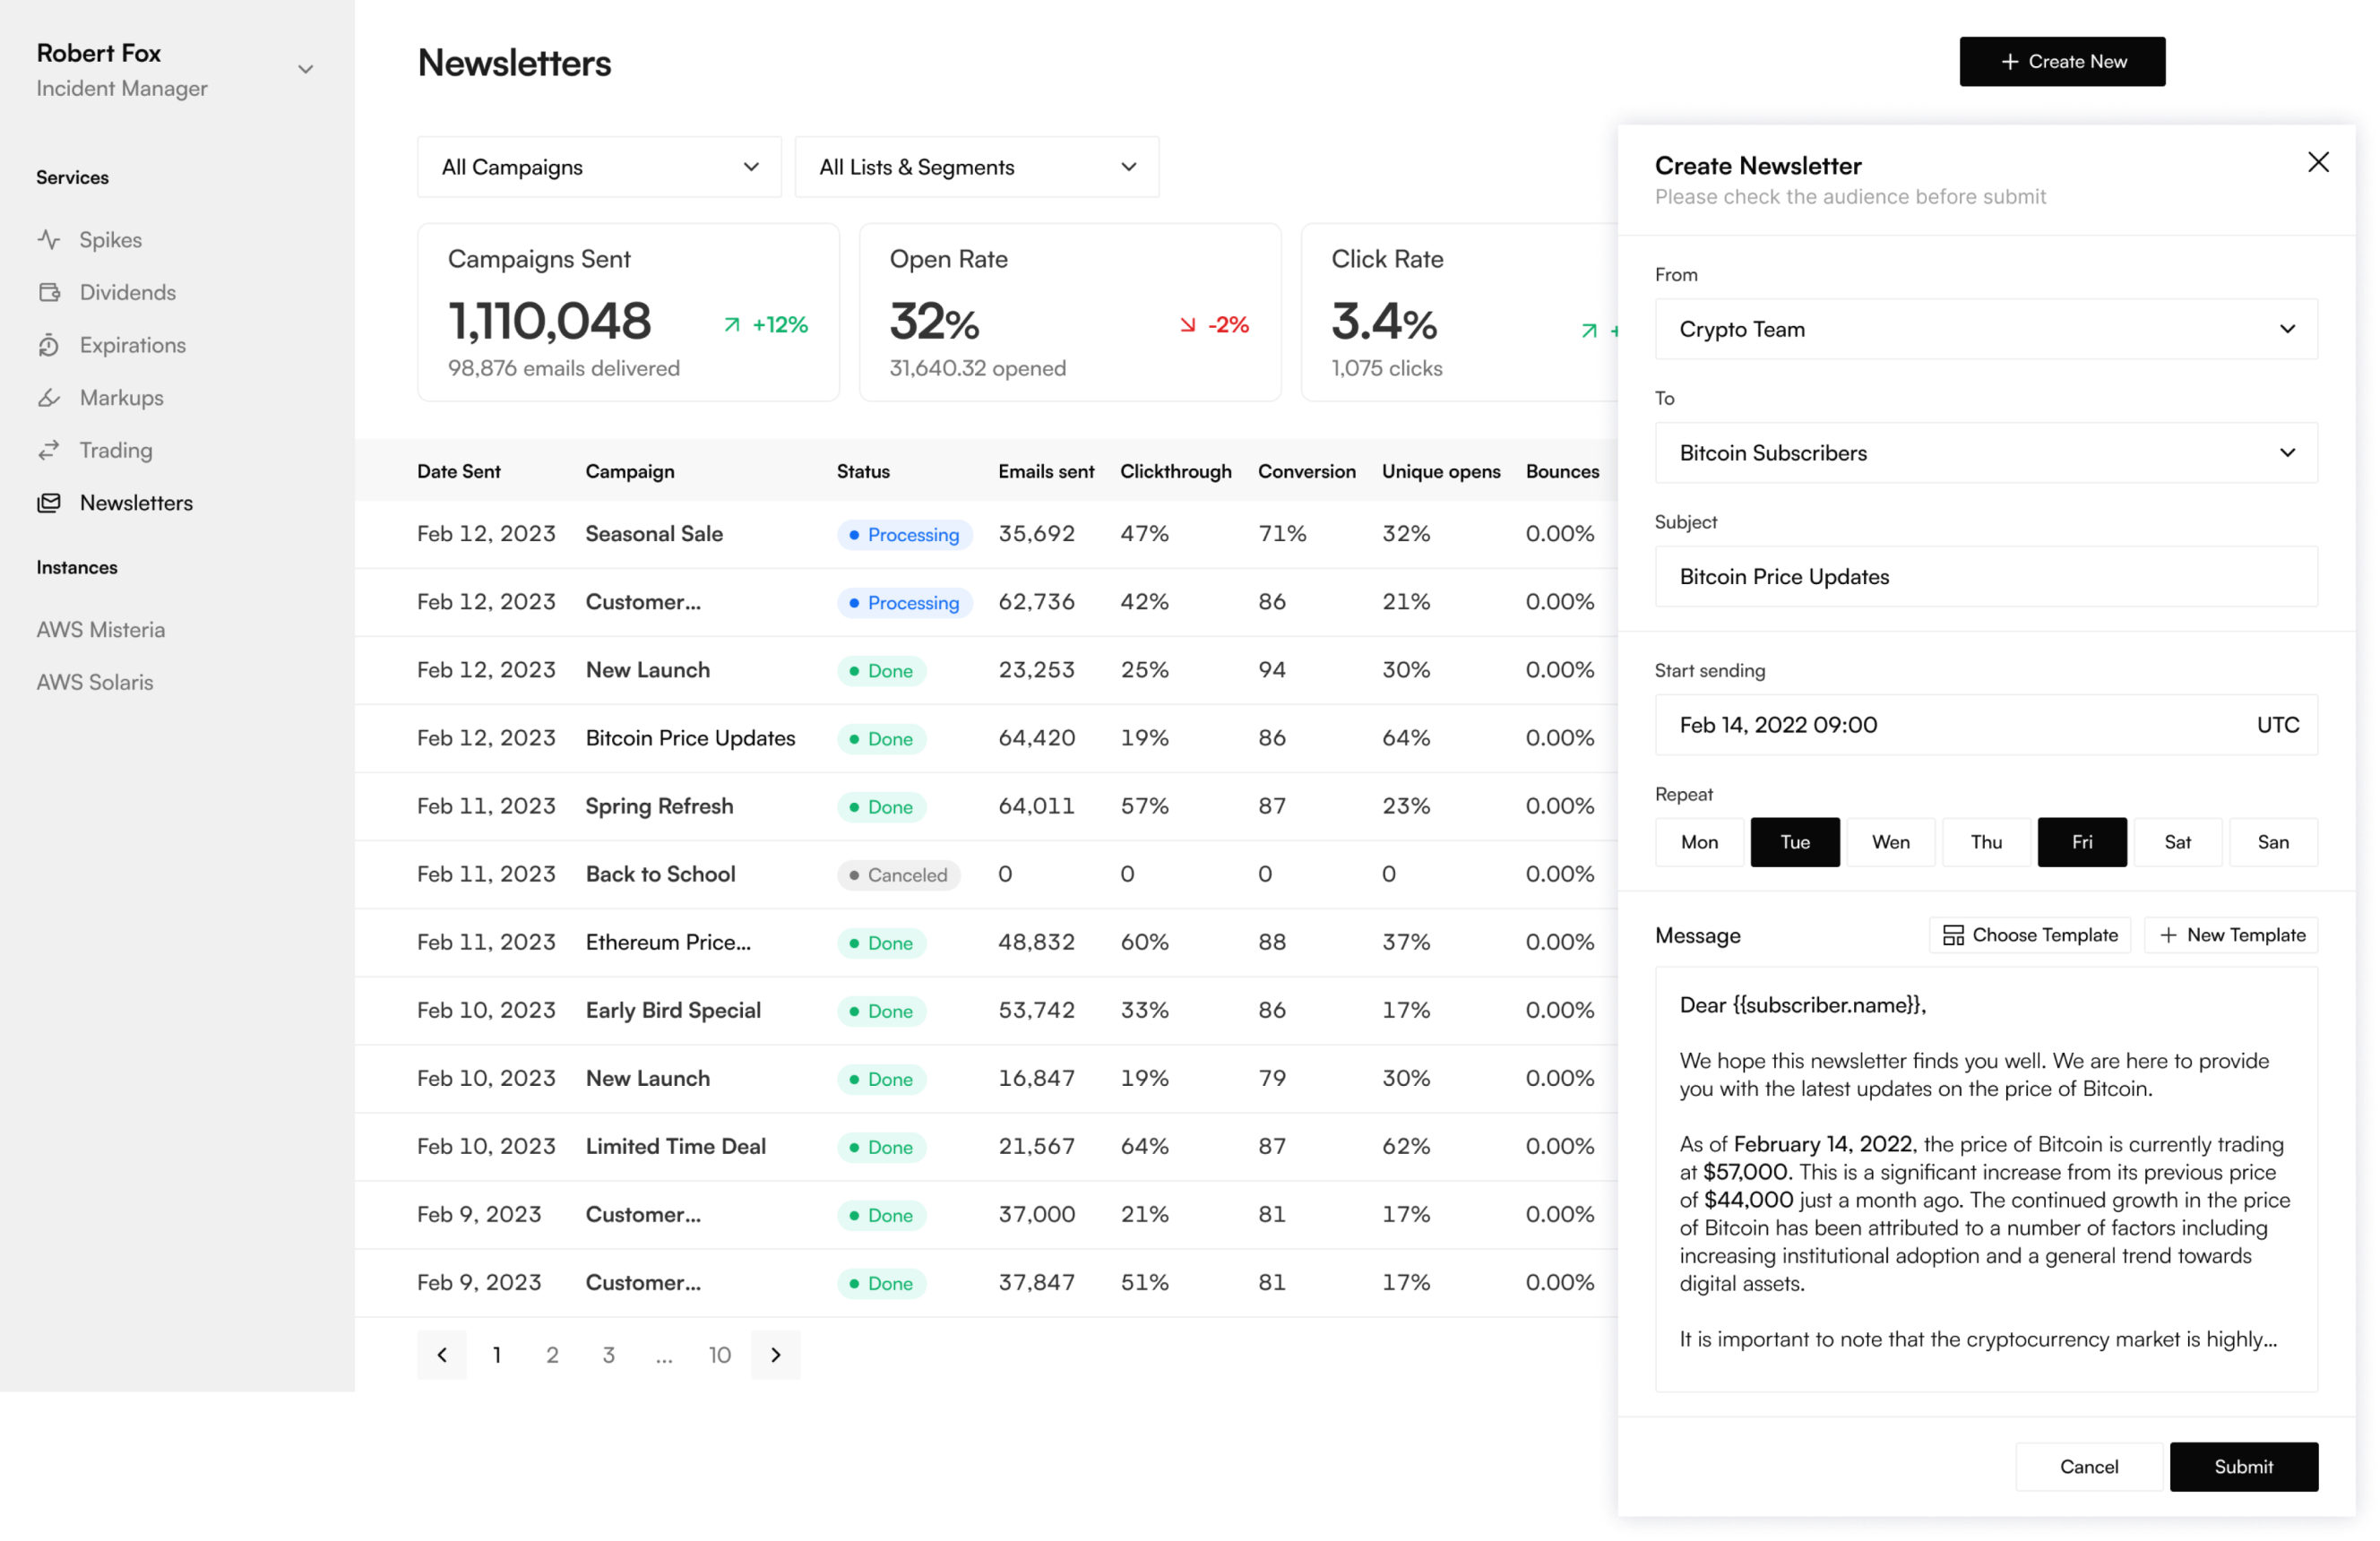 Robert Fox
Incident Manager
Services
Spikes
Dividends
Expirations
Markups
Trading
Newsletters
Instances
AWS Misteria
AWS Solaris
Newsletters
+ Create New
All Campaigns
All Lists & Segments
Campaigns Sent
1,110,048 +12%
98,876 emails delivered
Open Rate
32% -2%
31,640.32 opened
Click Rate
3.4% +
1,075 clicks
Date Sent Campaign Status Emails sent Clickthrough Conversion Unique opens Bounces
Feb 12, 2023 Seasonal Sale Processing 35,692 47% 71% 32% 0.00%
Feb 12, 2023 Customer... Processing 62,736 42% 86 21% 0.00%
Feb 12, 2023 New Launch Done 23,253 25% 94 30% 0.00%
Feb 12, 2023 Bitcoin Price Updates Done 64,420 19% 86 64% 0.00%
Feb 11, 2023 Spring Refresh Done 64,011 57% 87 23% 0.00%
Feb 11, 2023 Back to School Canceled 0 0 0 0 0.00%
Feb 11, 2023 Ethereum Price... Done 48,832 60% 88 37% 0.00%
Feb 10, 2023 Early Bird Special Done 53,742 33% 86 17% 0.00%
Feb 10, 2023 New Launch Done 16,847 19% 79 30% 0.00%
Feb 10, 2023 Limited Time Deal Done 21,567 64% 87 62% 0.00%
Feb 9, 2023 Customer... Done 37,000 21% 81 17% 0.00%
Feb 9, 2023 Customer... Done 37,847 51% 81 17% 0.00%
1 2 3 ... 10
Create Newsletter
Please check the audience before submit
From
Crypto Team
To
Bitcoin Subscribers
Subject
Bitcoin Price Updates
Start sending
Feb 14, 2022 09:00 UTC
Repeat
Mon Tue Wen Thu Fri Sat San
Message
Choose Template
+ New Template
Dear {{subscriber.name}},
We hope this newsletter finds you well. We are here to provide
you with the latest updates on the price of Bitcoin.
As of February 14, 2022, the price of Bitcoin is currently trading
at $57,000. This is a significant increase from its previous price
of $44,000 just a month ago. The continued growth in the price
of Bitcoin has been attributed to a number of factors including
increasing institutional adoption and a general trend towards
digital assets.
It is important to note that the cryptocurrency market is highly...
Cancel
Submit